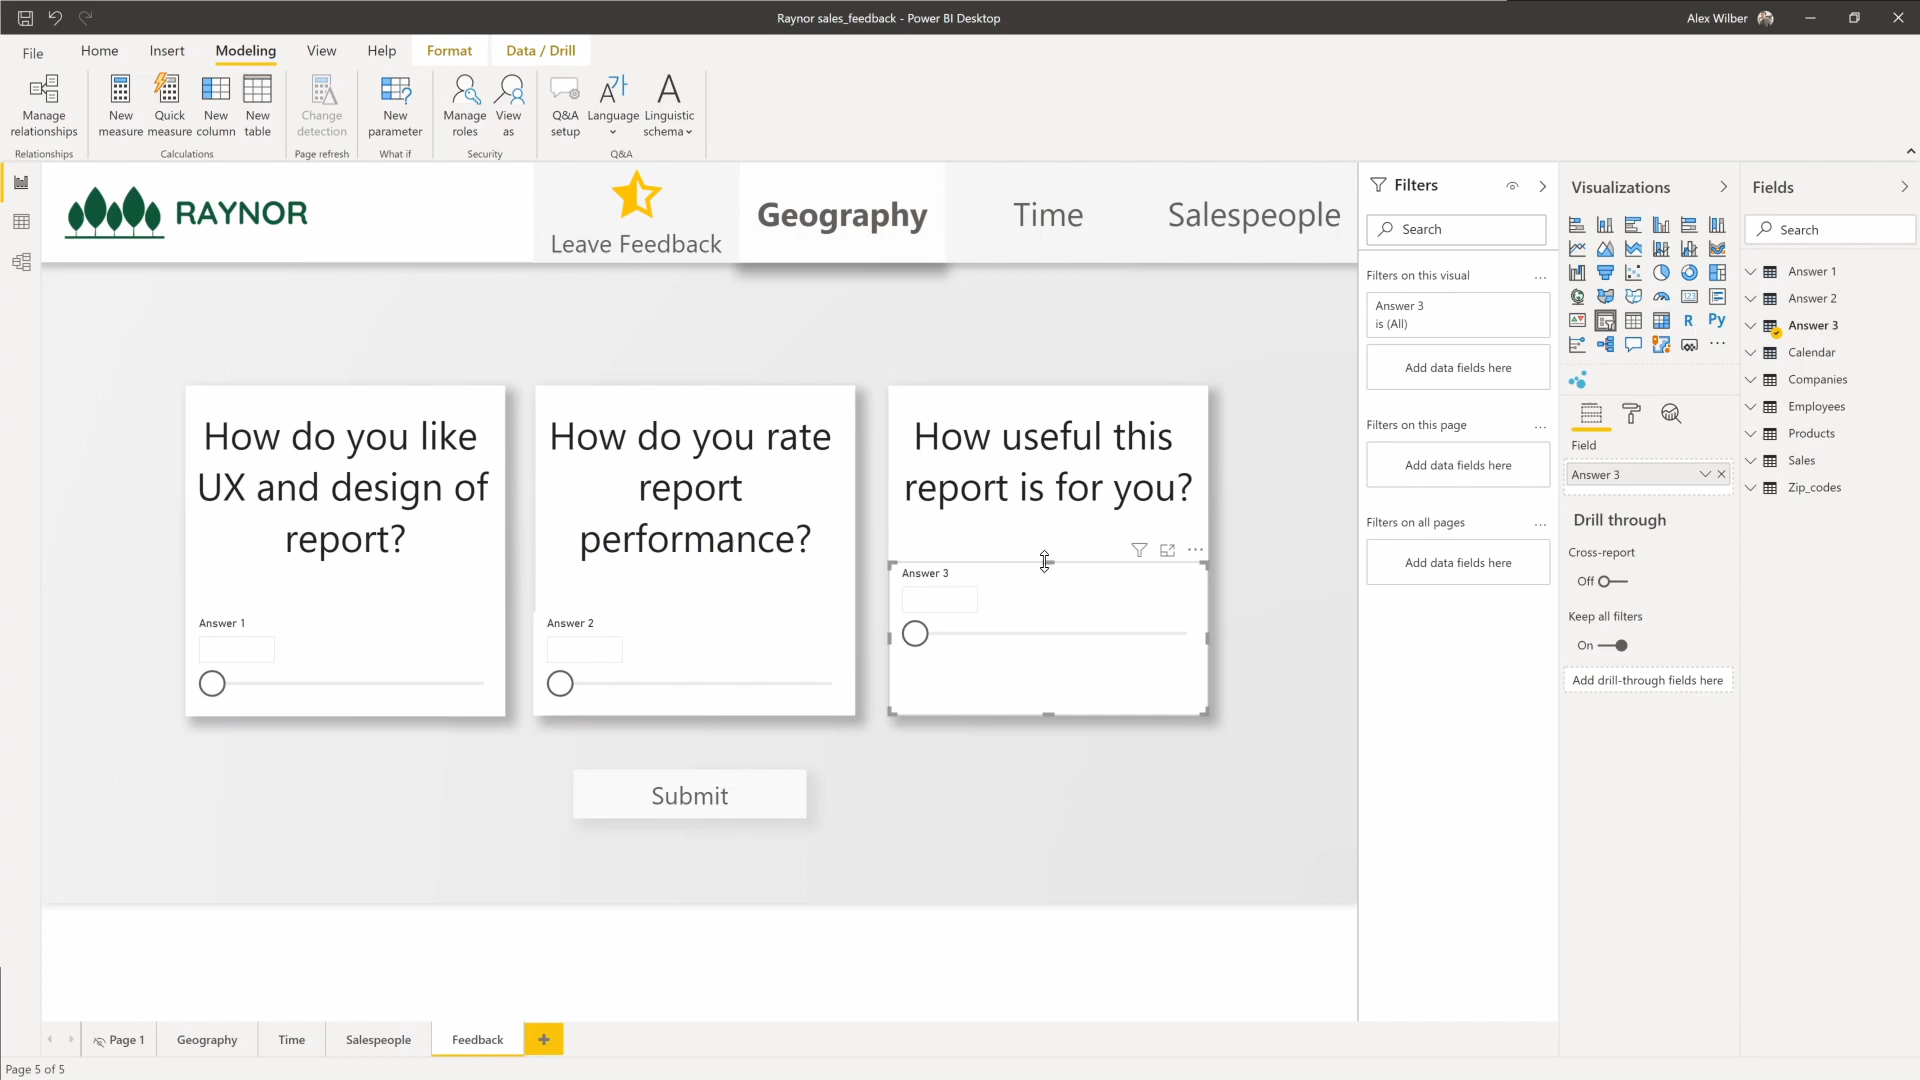 Raynor sales_feedback - Power BI Desktop
Alex Wilber
File
Home
Insert
Modeling
View
Help
Format
Data / Drill
Manage
relationships
New
measure
Quick
measure
New
column
New
table
Change
detection
New
parameter
Manage
roles
View
as
Q&A
setup
Language
Linguistic
schema
Relationships
Calculations
Page refresh
What if
Security
Q&A
RAYNOR
Leave Feedback
Geography
Time
Salespeople
How do you like
UX and design of
report?
Answer 1
How do you rate
report
performance?
Answer 2
How useful this
report is for you?
Answer 3
Submit
Filters
Search
Filters on this visual
...
Answer 3
is (All)
Add data fields here
Filters on this page
...
Add data fields here
Filters on all pages
...
Add data fields here
Visualizations
123
R
Py
...
Field
Answer 3
Drill through
Cross-report
Off
Keep all filters
On
Add drill-through fields here
Fields
Search
Answer 1
Answer 2
Answer 3
Calendar
Companies
Employees
Products
Sales
Zip_codes
Page 1
Geography
Time
Salespeople
Feedback
+
Page 5 of 5